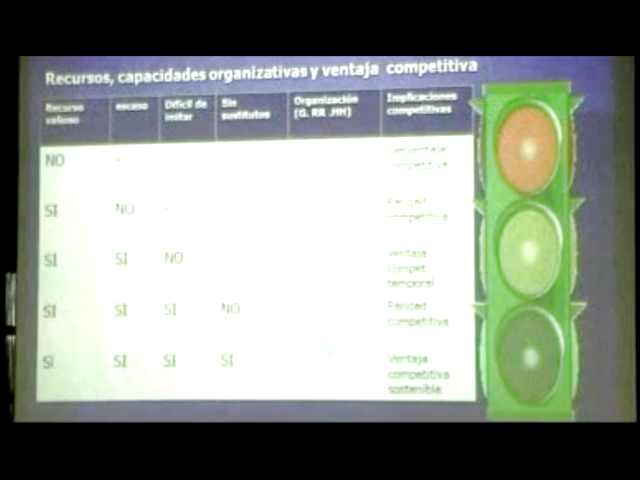 Recursos, capacidades organizativas y ventaja competitiva
Recurso valioso escaso Dificil de imitar Sin sustitutos Organización (G. RR .HH) Implicaciones competitivas
NO - Desventaja competitiva
SI NO - Paridad competitiva
SI SI NO Ventaja compet. temporal
SI SI SI NO Paridad competitiva
Si SI SI SI Ventaja competitiva sostenible